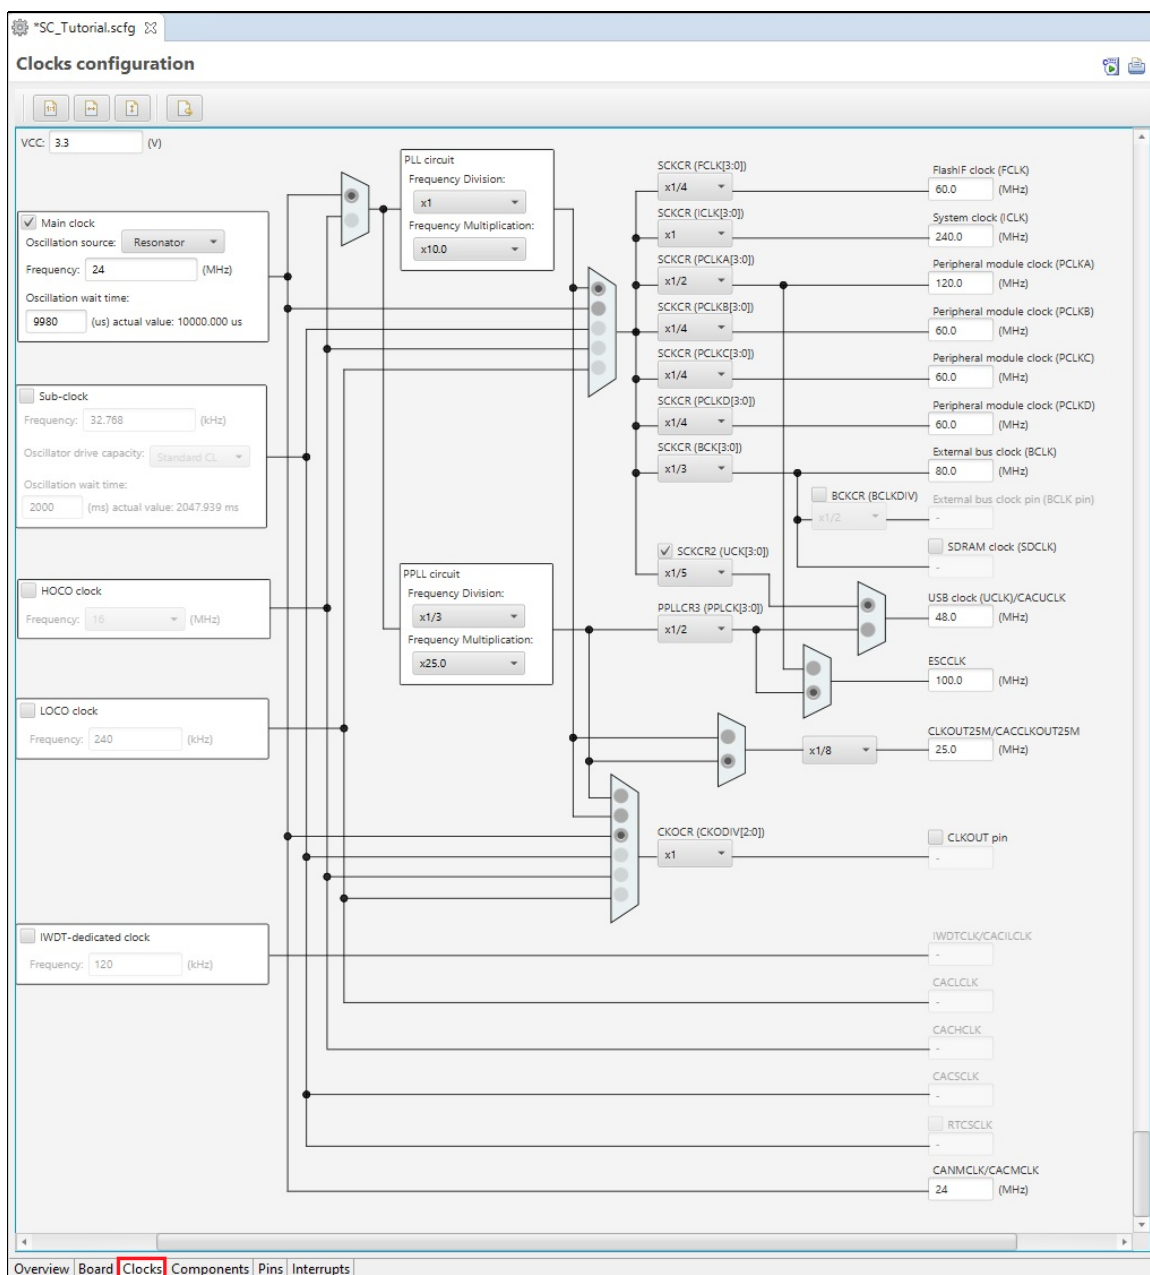 *SC_Tutorial.scfg
Clocks configuration
VCC: 3.3 (V)
Main clock
Oscillation source: Resonator
Frequency: 24 (MHz)
Oscillation wait time:
9980 (us) actual value: 10000.000 us
Sub-clock
Frequency: 32.768 (kHz)
Oscillator drive capacity: Standard CL
Oscillation wait time:
2000 (ms) actual value: 2047.939 ms
HOCO clock
Frequency: 16 (MHz)
LOCO clock
Frequency: 240 (kHz)
IWDT-dedicated clock
Frequency: 120 (kHz)
PLL circuit
Frequency Division:
x1
Frequency Multiplication:
x10.0
PPLL circuit
Frequency Division:
x1/3
Frequency Multiplication:
x25.0
SCKCR (FCLK[3:0])
x1/4
SCKCR (ICLK[3:0])
x1
SCKCR (PCLKA[3:0])
x1/2
SCKCR (PCLKB[3:0])
x1/4
SCKCR (PCLKC[3:0])
x1/4
SCKCR (PCLKD[3:0])
x1/4
SCKCR (BCK[3:0])
x1/3
BCKCR (BCLKDIV)
x1/2
SCKCR2 (UCK[3:0])
x1/5
PPLLCR3 (PPLCK[3:0])
x1/2
x1/8
CKOCR (CKODIV[2:0])
x1
FlashIF clock (FCLK)
60.0 (MHz)
System clock (ICLK)
240.0 (MHz)
Peripheral module clock (PCLKA)
120.0 (MHz)
Peripheral module clock (PCLKB)
60.0 (MHz)
Peripheral module clock (PCLKC)
60.0 (MHz)
Peripheral module clock (PCLKD)
60.0 (MHz)
External bus clock (BCLK)
80.0 (MHz)
External bus clock pin (BCLK pin)
-
SDRAM clock (SDCLK)
-
USB clock (UCLK)/CACUCLK
48.0 (MHz)
ESCCLK
100.0 (MHz)
CLKOUT25M/CACCLKOUT25M
25.0 (MHz)
CLKOUT pin
-
IWDTCLK/CACILCLK
-
CACLCLK
-
CACHCLK
-
CACSCLK
-
RTCSCLK
-
CANMCLK/CACMCLK
24 (MHz)
Overview Board Clocks Components Pins Interrupts